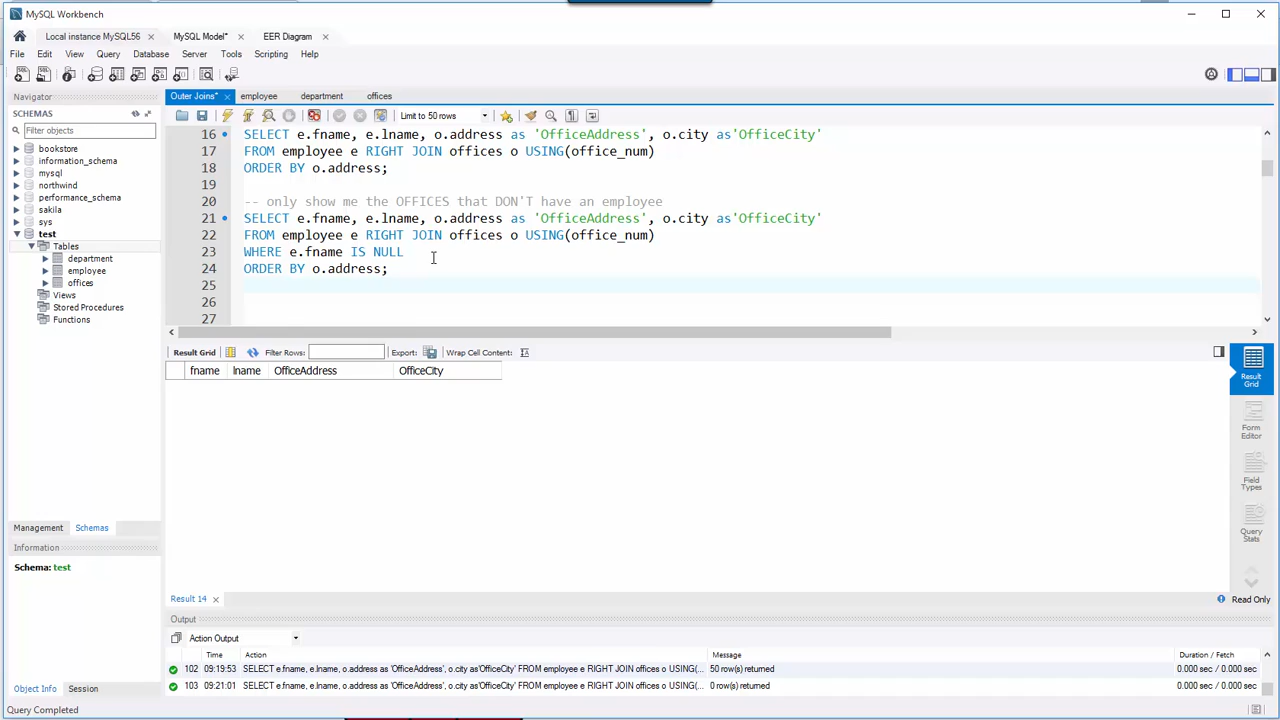 MySQL Workbench
Local instance MySQL56
MySQL Model*
EER Diagram
File Edit View Query Database Server Tools Scripting Help
Navigator
SCHEMAS
Filter objects
bookstore
information_schema
mysql
northwind
performance_schema
sakila
sys
test
Tables
department
employee
offices
Views
Stored Procedures
Functions
Management Schemas
Information
Schema: test
Object Info Session
Query Completed
Outer Joins* employee department offices
Limit to 50 rows
16 SELECT e.fname, e.lname, o.address as 'OfficeAddress', o.city as'OfficeCity'
17 FROM employee e RIGHT JOIN offices o USING(office_num)
18 ORDER BY o.address;
19
20 -- only show me the OFFICES that DON'T have an employee
21 SELECT e.fname, e.lname, o.address as 'OfficeAddress', o.city as'OfficeCity'
22 FROM employee e RIGHT JOIN offices o USING(office_num)
23 WHERE e.fname IS NULL
24 ORDER BY o.address;
25
26
27
Result Grid Filter Rows: Export: Wrap Cell Content:
fname lname OfficeAddress OfficeCity
Result Grid
Form Editor
Field Types
Query Stats
Result 14
Read Only
Output
Action Output
Time Action Message Duration / Fetch
102 09:19:53 SELECT e.fname, e.lname, o.address as 'OfficeAddress', o.city as'OfficeCity' FROM employee e RIGHT JOIN offices o USING(... 50 row(s) returned 0.000 sec / 0.000 sec
103 09:21:01 SELECT e.fname, e.lname, o.address as 'OfficeAddress', o.city as'OfficeCity' FROM employee e RIGHT JOIN offices o USING(... 0 row(s) returned 0.000 sec / 0.000 sec